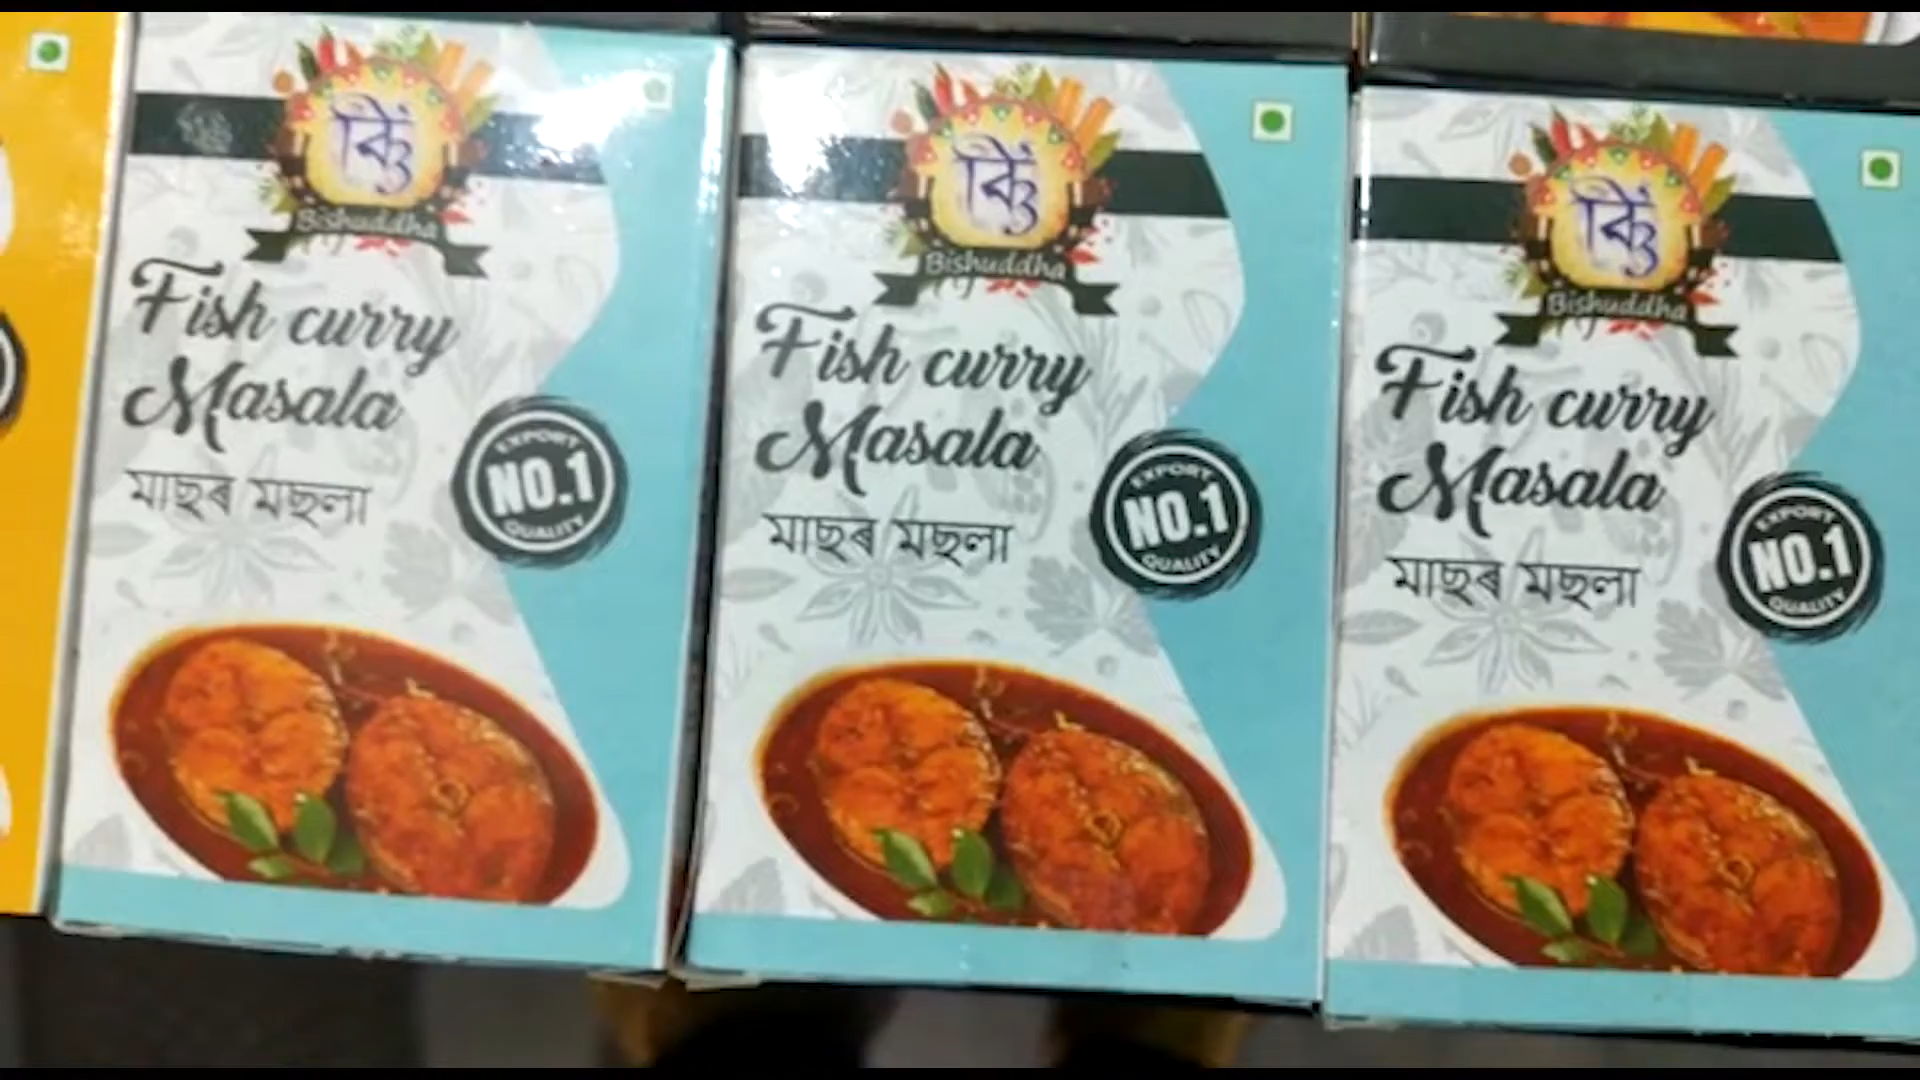 Bishuddha
Fish curry
Masala
মাছৰ মছলা
EXPORT
NO.1
QUALITY
Bishuddha
Fish curry
Masala
মাছৰ মছলা
EXPORT
NO.1
QUALITY
Bishuddha
Fish curry
Masala
মাছৰ মছলা
EXPORT
NO.1
QUALITY